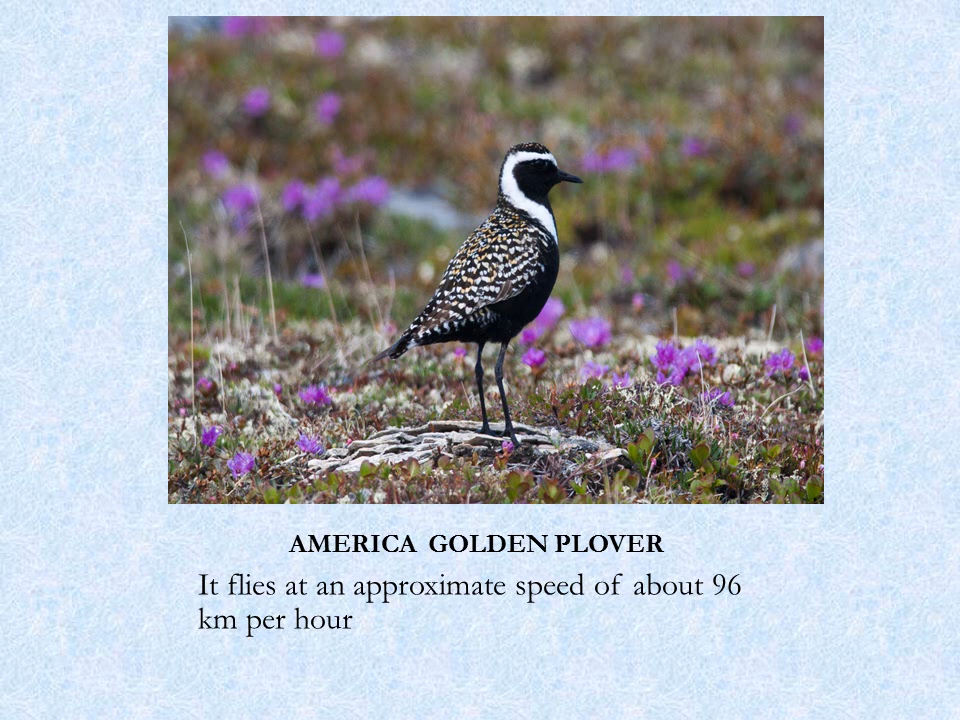 AMERICA GOLDEN PLOVER
It flies at an approximate speed of about 96
km per hour